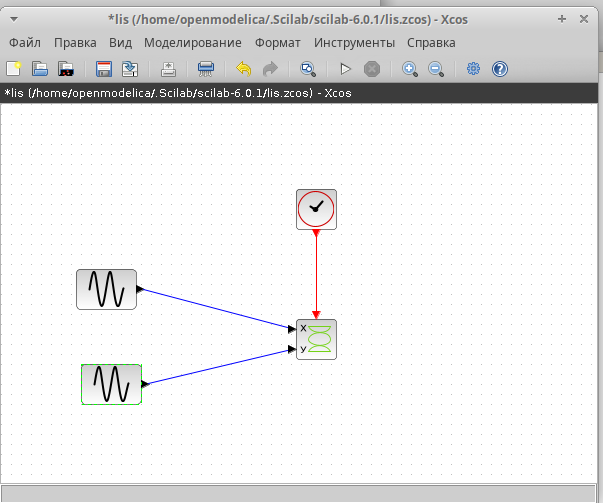 *lis (/home/openmodelica/.Scilab/scilab-6.0.1/lis.zcos) - Xcos
Файл Правка Вид Моделирование Формат Инструменты Справка
*lis (/home/openmodelica/.Scilab/scilab-6.0.1/lis.zcos) - Xcos
X
y